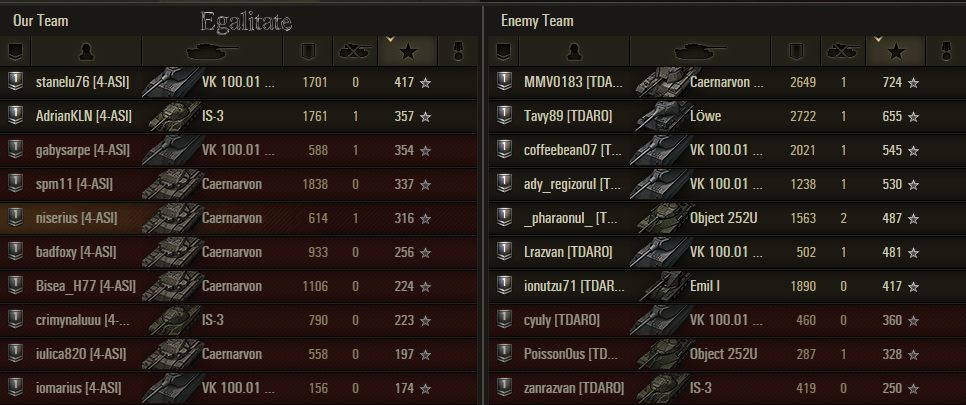 Our Team Egalitate Enemy Team
stanelu76 [4-ASI] VK 100.01 ... 1701 0 417 MMV0183 [TDA... Caernarvon ... 2649 1 724
AdrianKLN [4-ASI] IS-3 1761 1 357 Tavy89 [TDARO] Löwe 2722 1 655
gabysarpe [4-ASI] VK 100.01 ... 588 1 354 coffeebean07 [T... VK 100.01 ... 2021 1 545
spm11 [4-ASI] Caernarvon 1838 0 337 ady_regizorul [T... VK 100.01 ... 1238 1 530
niserius [4-ASI] Caernarvon 614 1 316 _pharaonul_ [T... Object 252U 1563 2 487
badfoxy [4-ASI] Caernarvon 933 0 256 Lrazvan [TDARO] VK 100.01 ... 502 1 481
Bisea_H77 [4-ASI] Caernarvon 1106 0 224 ionutzu71 [TDAR... Emil I 1890 0 417
crimynaluuu [4-... IS-3 790 0 223 cyuly [TDARO] VK 100.01 ... 460 0 360
iulica820 [4-ASI] Caernarvon 558 0 197 Poisson0us [TD... Object 252U 287 1 328
iomarius [4-ASI] VK 100.01 ... 156 0 174 zanrazvan [TDARO] IS-3 419 0 250